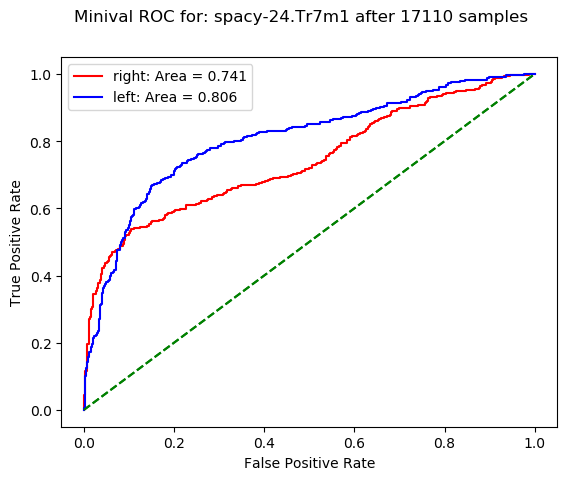 Minival ROC for: spacy-24.Tr7m1 after 17110 samples
right: Area = 0.741
left: Area = 0.806
1.0
0.8
0.6
0.4
0.2
0.0
True Positive Rate
0.0 0.2 0.4 0.6 0.8 1.0
False Positive Rate